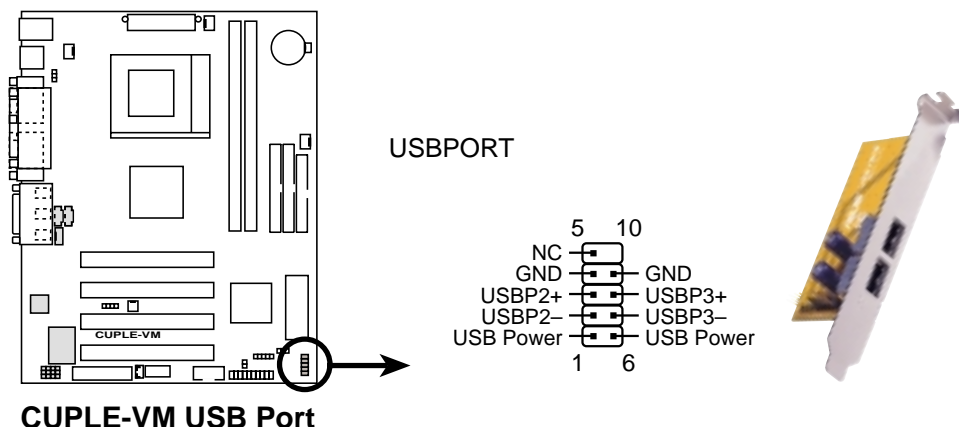 USBPORT
5 10
NC
GND GND
USBP2+ USBP3+
USBP2– USBP3–
USB Power USB Power
1 6
CUPLE-VM
CUPLE-VM USB Port